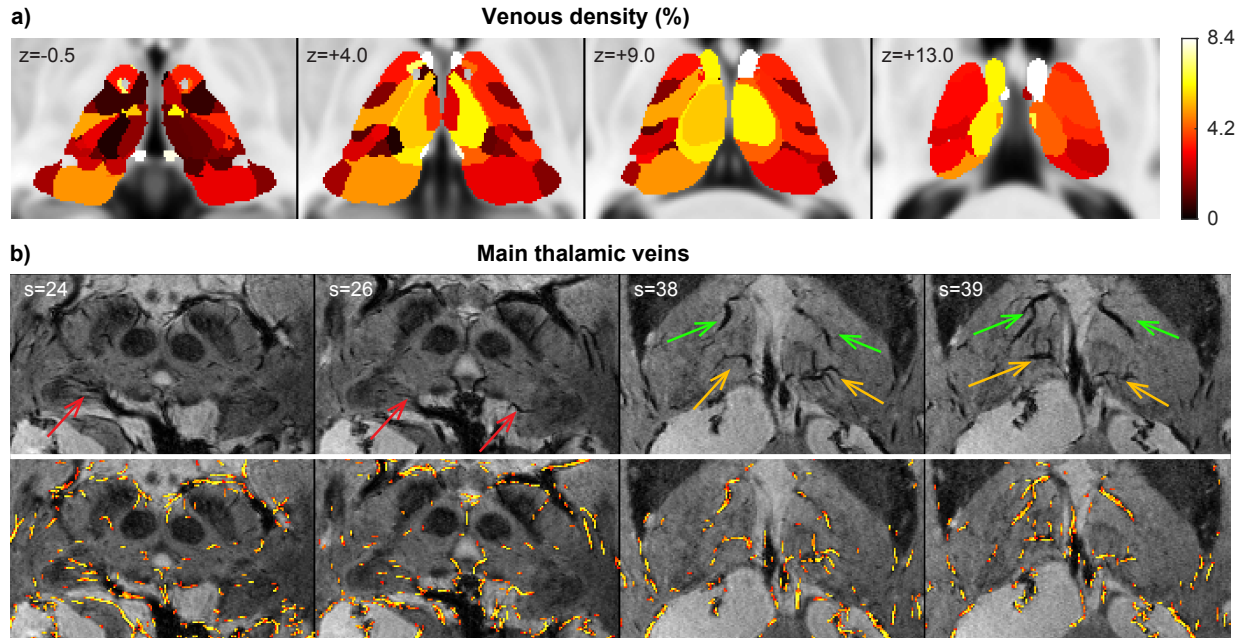 a)
Venous density (%)
z=-0.5
z=+4.0
z=+9.0
z=+13.0
8.4
4.2
0
b)
Main thalamic veins
s=24
s=26
s=38
s=39